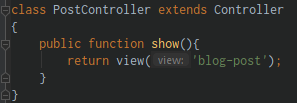 class PostController extends Controller
{
    public function show(){
        return view( view: 'blog-post');
    }
}